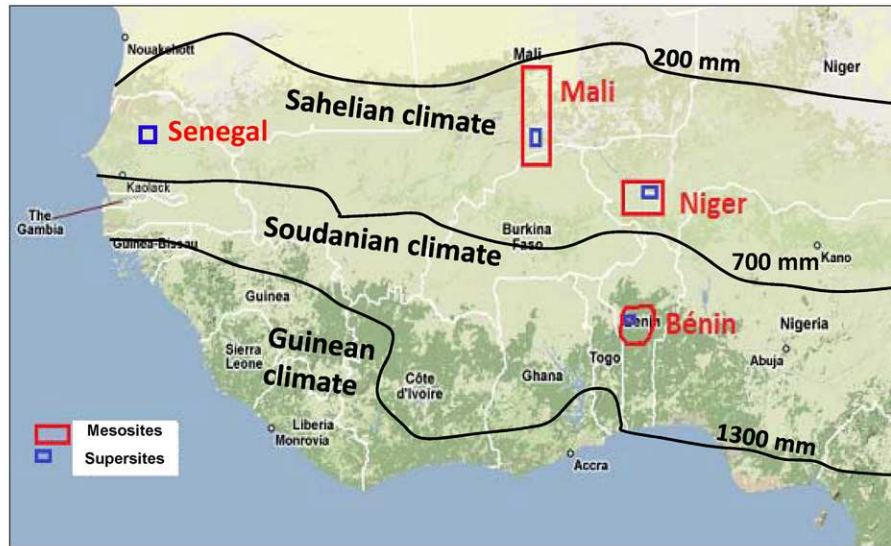 Nouakshott
Mali
200 mm
Niger
Mali
Sahelian climate
Senegal
Kaolack
The
Gambia
Niger
Burkina
Faso
Soudanian climate
Guinea-Bissau
700 mm
Kano
Guinea
Bénin
Benin
Nigeria
Guinean
climate
Sierra
Leone
Togo
Abuja
Ghana
Côte
d'Ivoire
Liberia
Monrovia
Mesosites
Supersites
1300 mm
Accra